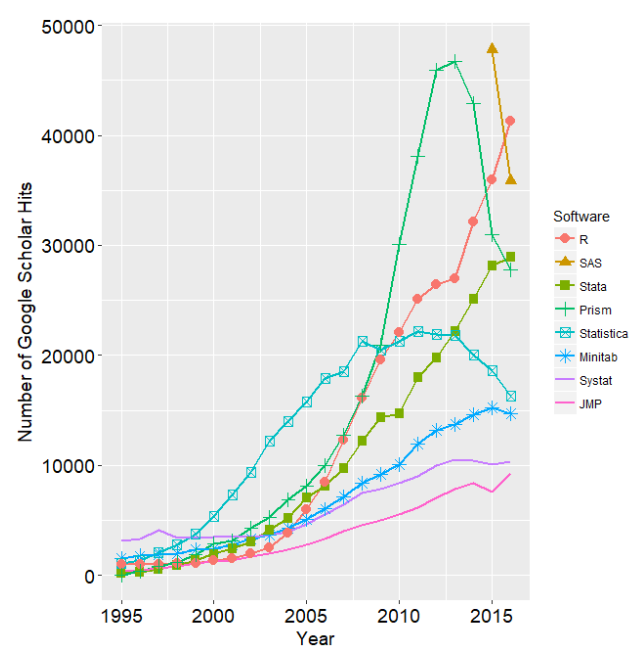 50000
40000
30000
20000
10000
0
Number of Google Scholar Hits
1995 2000 2005 2010 2015
Year
Software
R
SAS
Stata
Prism
Statistica
Minitab
Systat
JMP